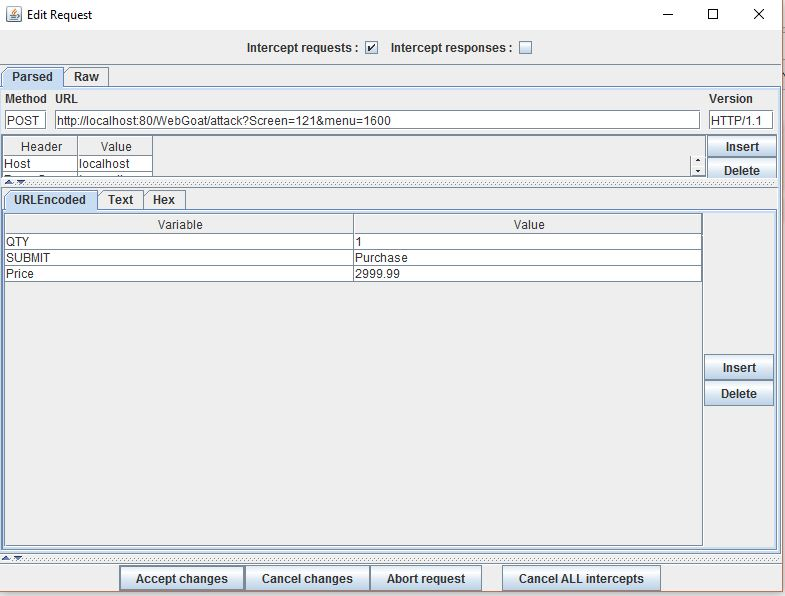 Edit Request
Intercept requests : Intercept responses :
Parsed Raw
Method URL Version
POST http://localhost:80/WebGoat/attack?Screen=121&menu=1600 HTTP/1.1
Header Value Insert
Host localhost
Delete
URLEncoded Text Hex
Variable Value
QTY 1
SUBMIT Purchase
Price 2999.99
Insert
Delete
Accept changes Cancel changes Abort request Cancel ALL intercepts